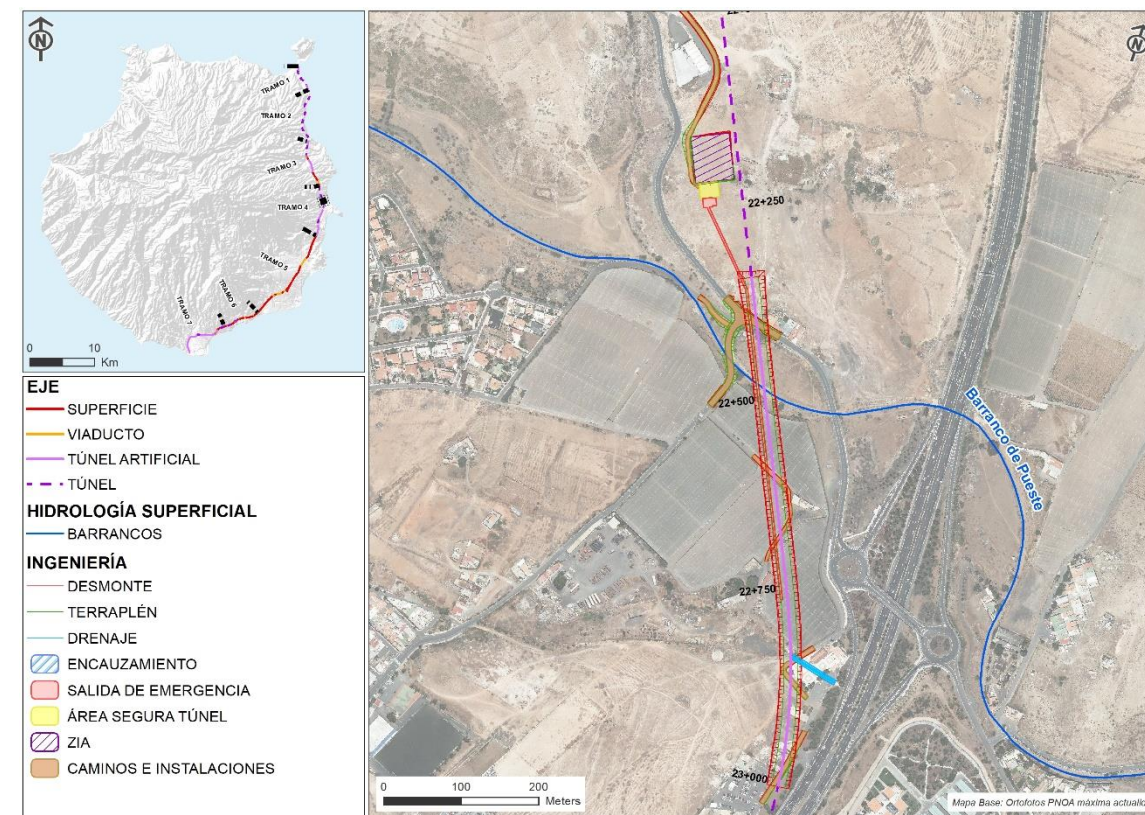 N
TRAMO 1
TRAMO 2
TRAMO 3
TRAMO 4
TRAMO 5
TRAMO 6
TRAMO 7
0 10
Km
EJE
SUPERFICIE
VIADUCTO
TÚNEL ARTIFICIAL
TÚNEL
HIDROLOGÍA SUPERFICIAL
BARRANCOS
INGENIERÍA
DESMONTE
TERRAPLÉN
DRENAJE
ENCAUZAMIENTO
SALIDA DE EMERGENCIA
ÁREA SEGURA TÚNEL
ZIA
CAMINOS E INSTALACIONES
N
22+250
22+500
Barranco de Pueste
22+750
23+000
0 100 200
Meters
Mapa Base: Ortofotos PNOA máxima actualid